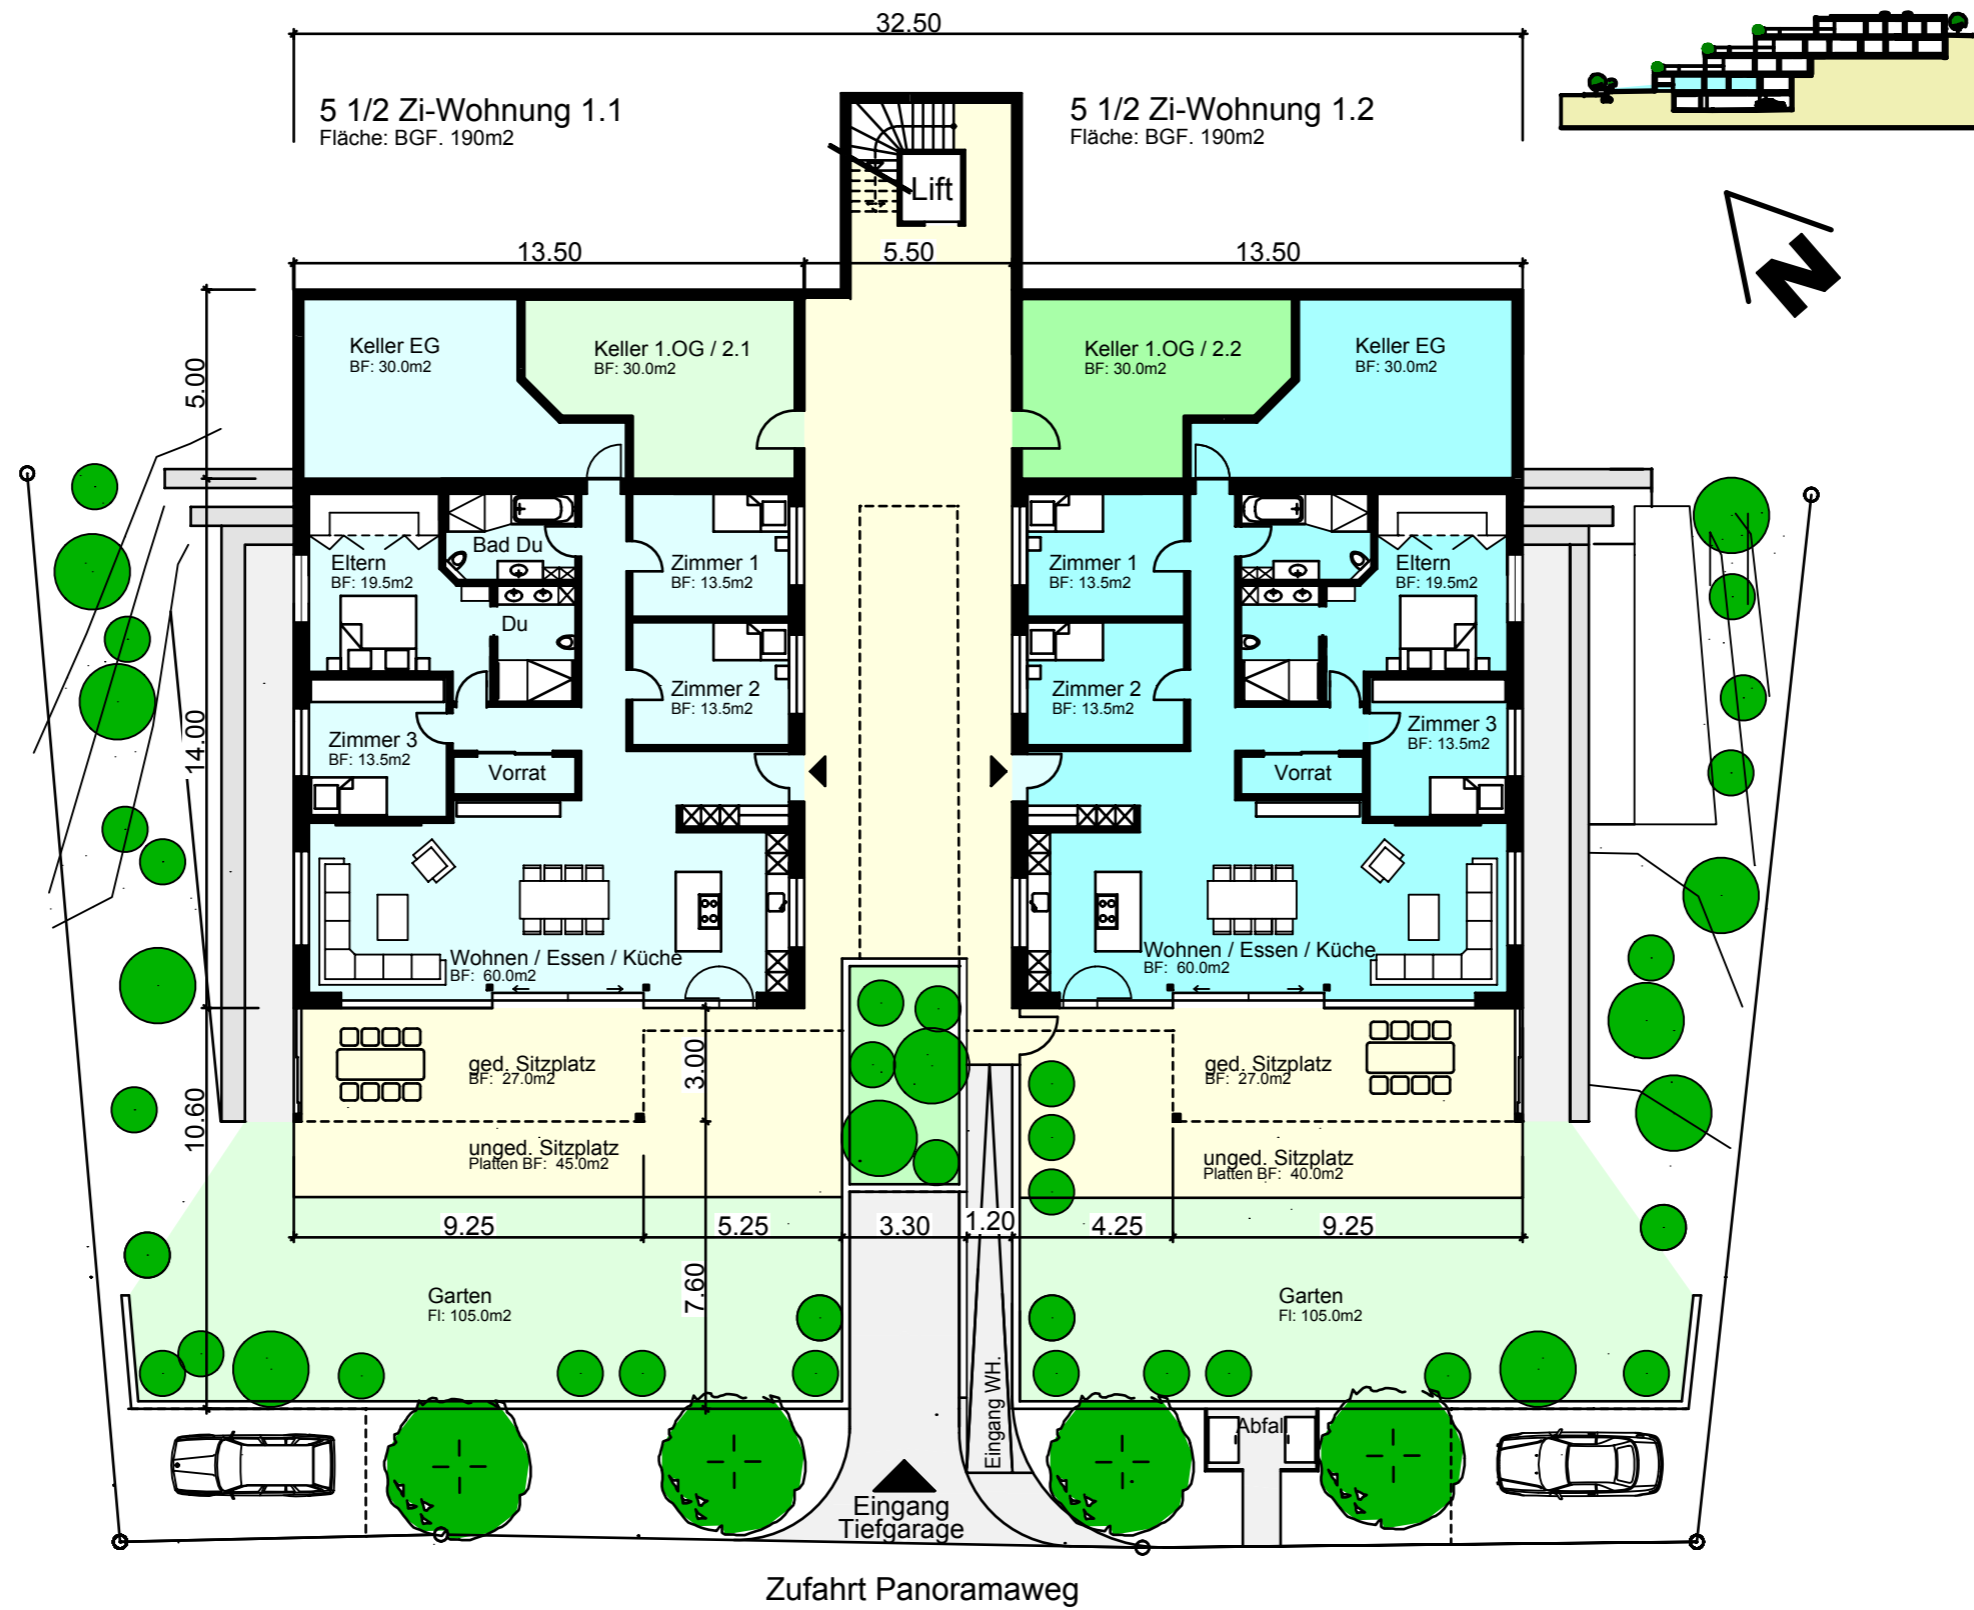 32.50
5 1/2 Zi-Wohnung 1.1
Fläche: BGF. 190m2
5 1/2 Zi-Wohnung 1.2
Fläche: BGF. 190m2
Lift
N
13.50
5.50
13.50
5.00
14.00
10.60
Keller EG
BF: 30.0m2
Keller 1.OG / 2.1
BF: 30.0m2
Keller 1.OG / 2.2
BF: 30.0m2
Keller EG
BF: 30.0m2
Eltern
BF: 19.5m2
Bad Du
Du
Zimmer 1
BF: 13.5m2
Zimmer 1
BF: 13.5m2
Eltern
BF: 19.5m2
Zimmer 2
BF: 13.5m2
Zimmer 2
BF: 13.5m2
Zimmer 3
BF: 13.5m2
Vorrat
Vorrat
Zimmer 3
BF: 13.5m2
Wohnen / Essen / Küche
BF: 60.0m2
Wohnen / Essen / Küche
BF: 60.0m2
ged. Sitzplatz
BF: 27.0m2
3.00
ged. Sitzplatz
BF: 27.0m2
unged. Sitzplatz
Platten BF: 45.0m2
unged. Sitzplatz
Platten BF: 40.0m2
9.25
5.25
3.30
1.20
4.25
9.25
7.60
Garten
Fl: 105.0m2
Garten
Fl: 105.0m2
Eingang WH.
Abfall
Eingang
Tiefgarage
Zufahrt Panoramaweg